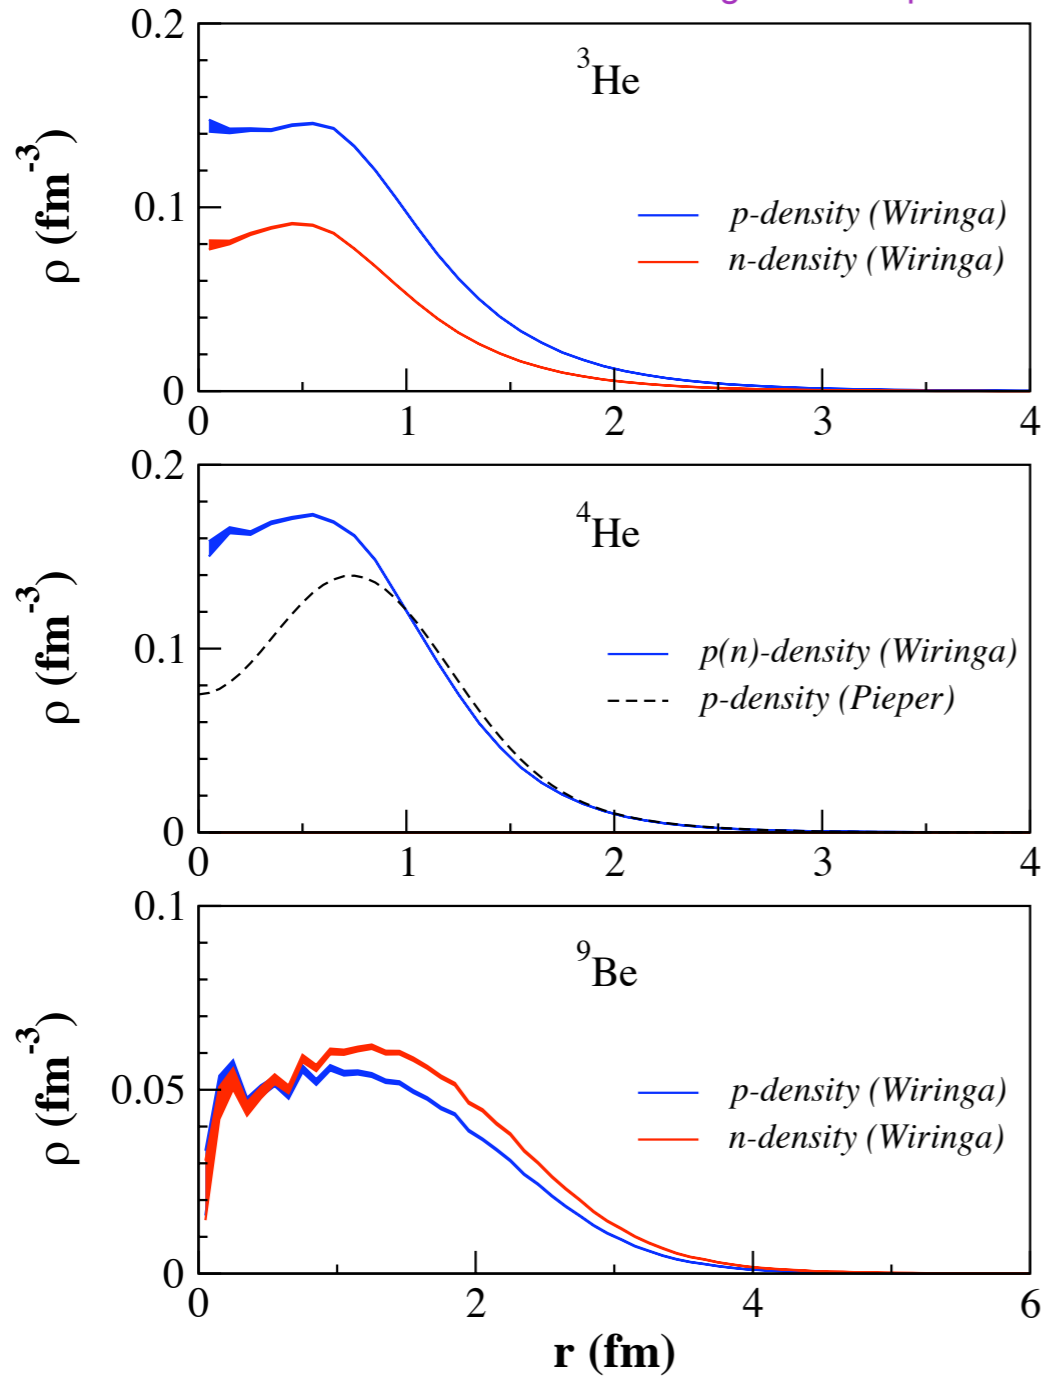 0.2
³He
ρ (fm⁻³)
0.1
p-density (Wiringa)
n-density (Wiringa)
0
0 1 2 3 4
0.2
⁴He
ρ (fm⁻³)
0.1
p(n)-density (Wiringa)
p-density (Pieper)
0
0 1 2 3 4
0.1
⁹Be
ρ (fm⁻³)
0.05
p-density (Wiringa)
n-density (Wiringa)
0
0 2 4 6
r (fm)